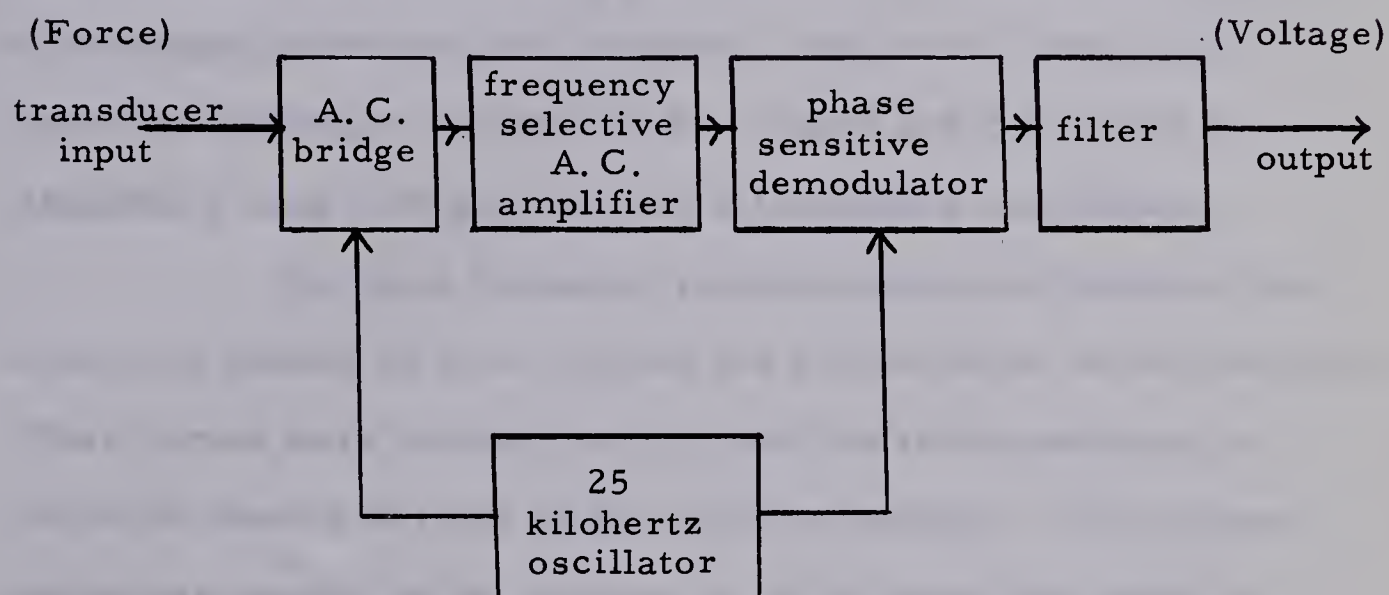 (Force)
(Voltage)
transducer
input
A. C.
bridge
frequency
selective
A. C.
amplifier
phase
sensitive
demodulator
filter
output
25
kilohertz
oscillator